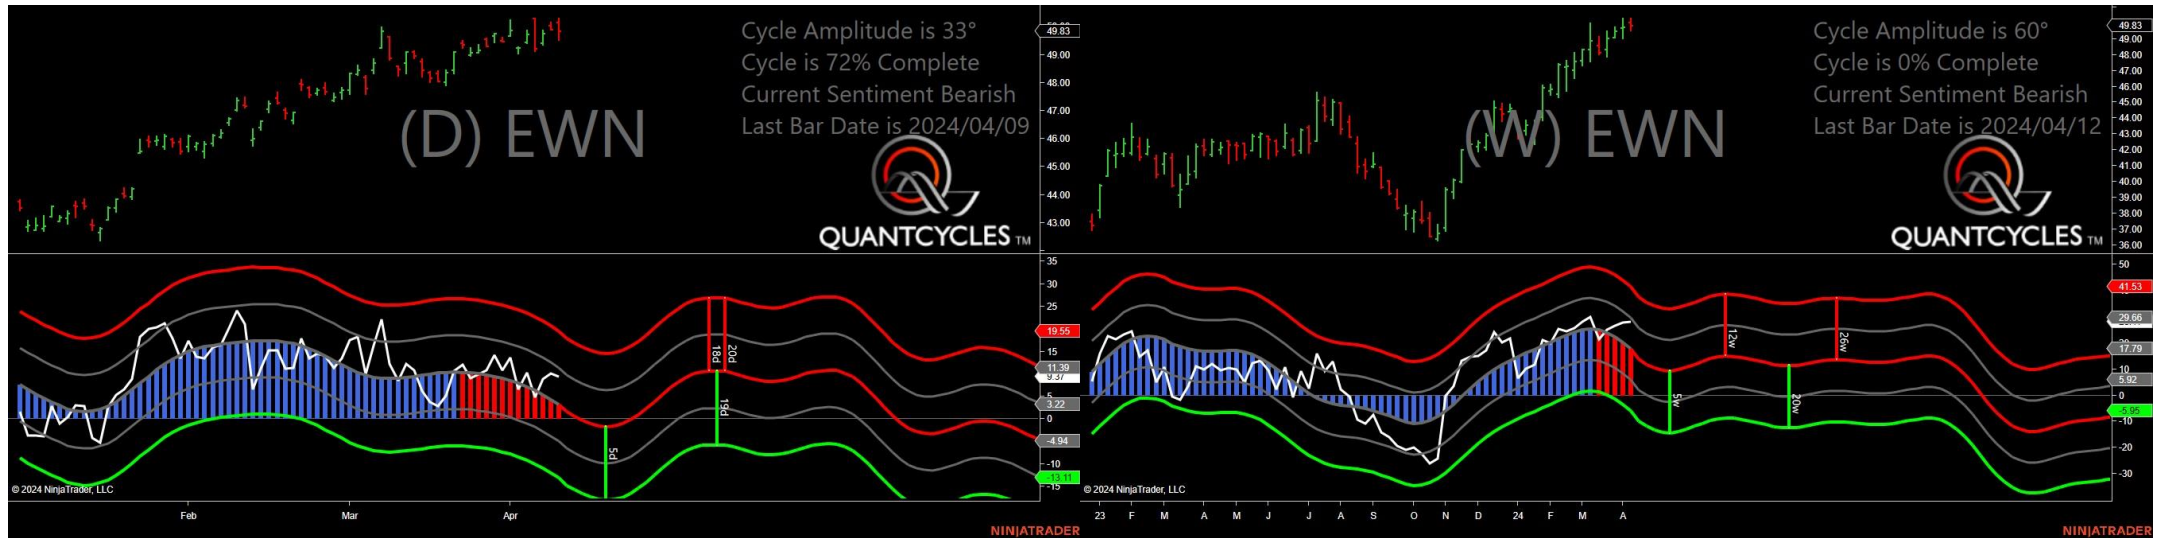 Cycle Amplitude is 33°
Cycle is 72% Complete
Current Sentiment Bearish
Last Bar Date is 2024/04/09
(D) EWN
QUANTCYCLES TM
49.83
49.00
48.00
47.00
46.00
45.00
44.00
43.00
35
30
25
19.55
15
11.39
9.37
5
3.22
0
-4.94
-10
-13.11
-15
18d
20d
19d
5d
© 2024 NinjaTrader, LLC
Feb
Mar
Apr
NINJATRADER
Cycle Amplitude is 60°
Cycle is 0% Complete
Current Sentiment Bearish
Last Bar Date is 2024/04/12
(W) EWN
QUANTCYCLES TM
49.83
49.00
48.00
47.00
46.00
45.00
44.00
43.00
42.00
41.00
40.00
39.00
38.00
37.00
36.00
50
41.53
29.66
17.79
10
5.92
0
-5.95
-10
-20
-30
12w
26w
5w
20w
© 2024 NinjaTrader, LLC
23 F M A M J J A S O N D 24 F M A
NINJATRADER